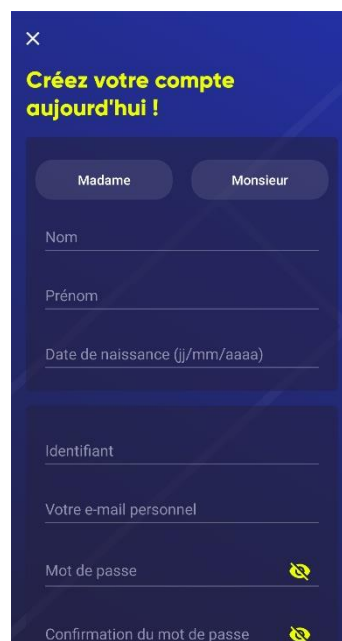 Créez votre compte
aujourd'hui !
Madame
Monsieur
Nom
Prénom
Date de naissance (jj/mm/aaaa)
Identifiant
Votre e-mail personnel
Mot de passe
Confirmation du mot de passe